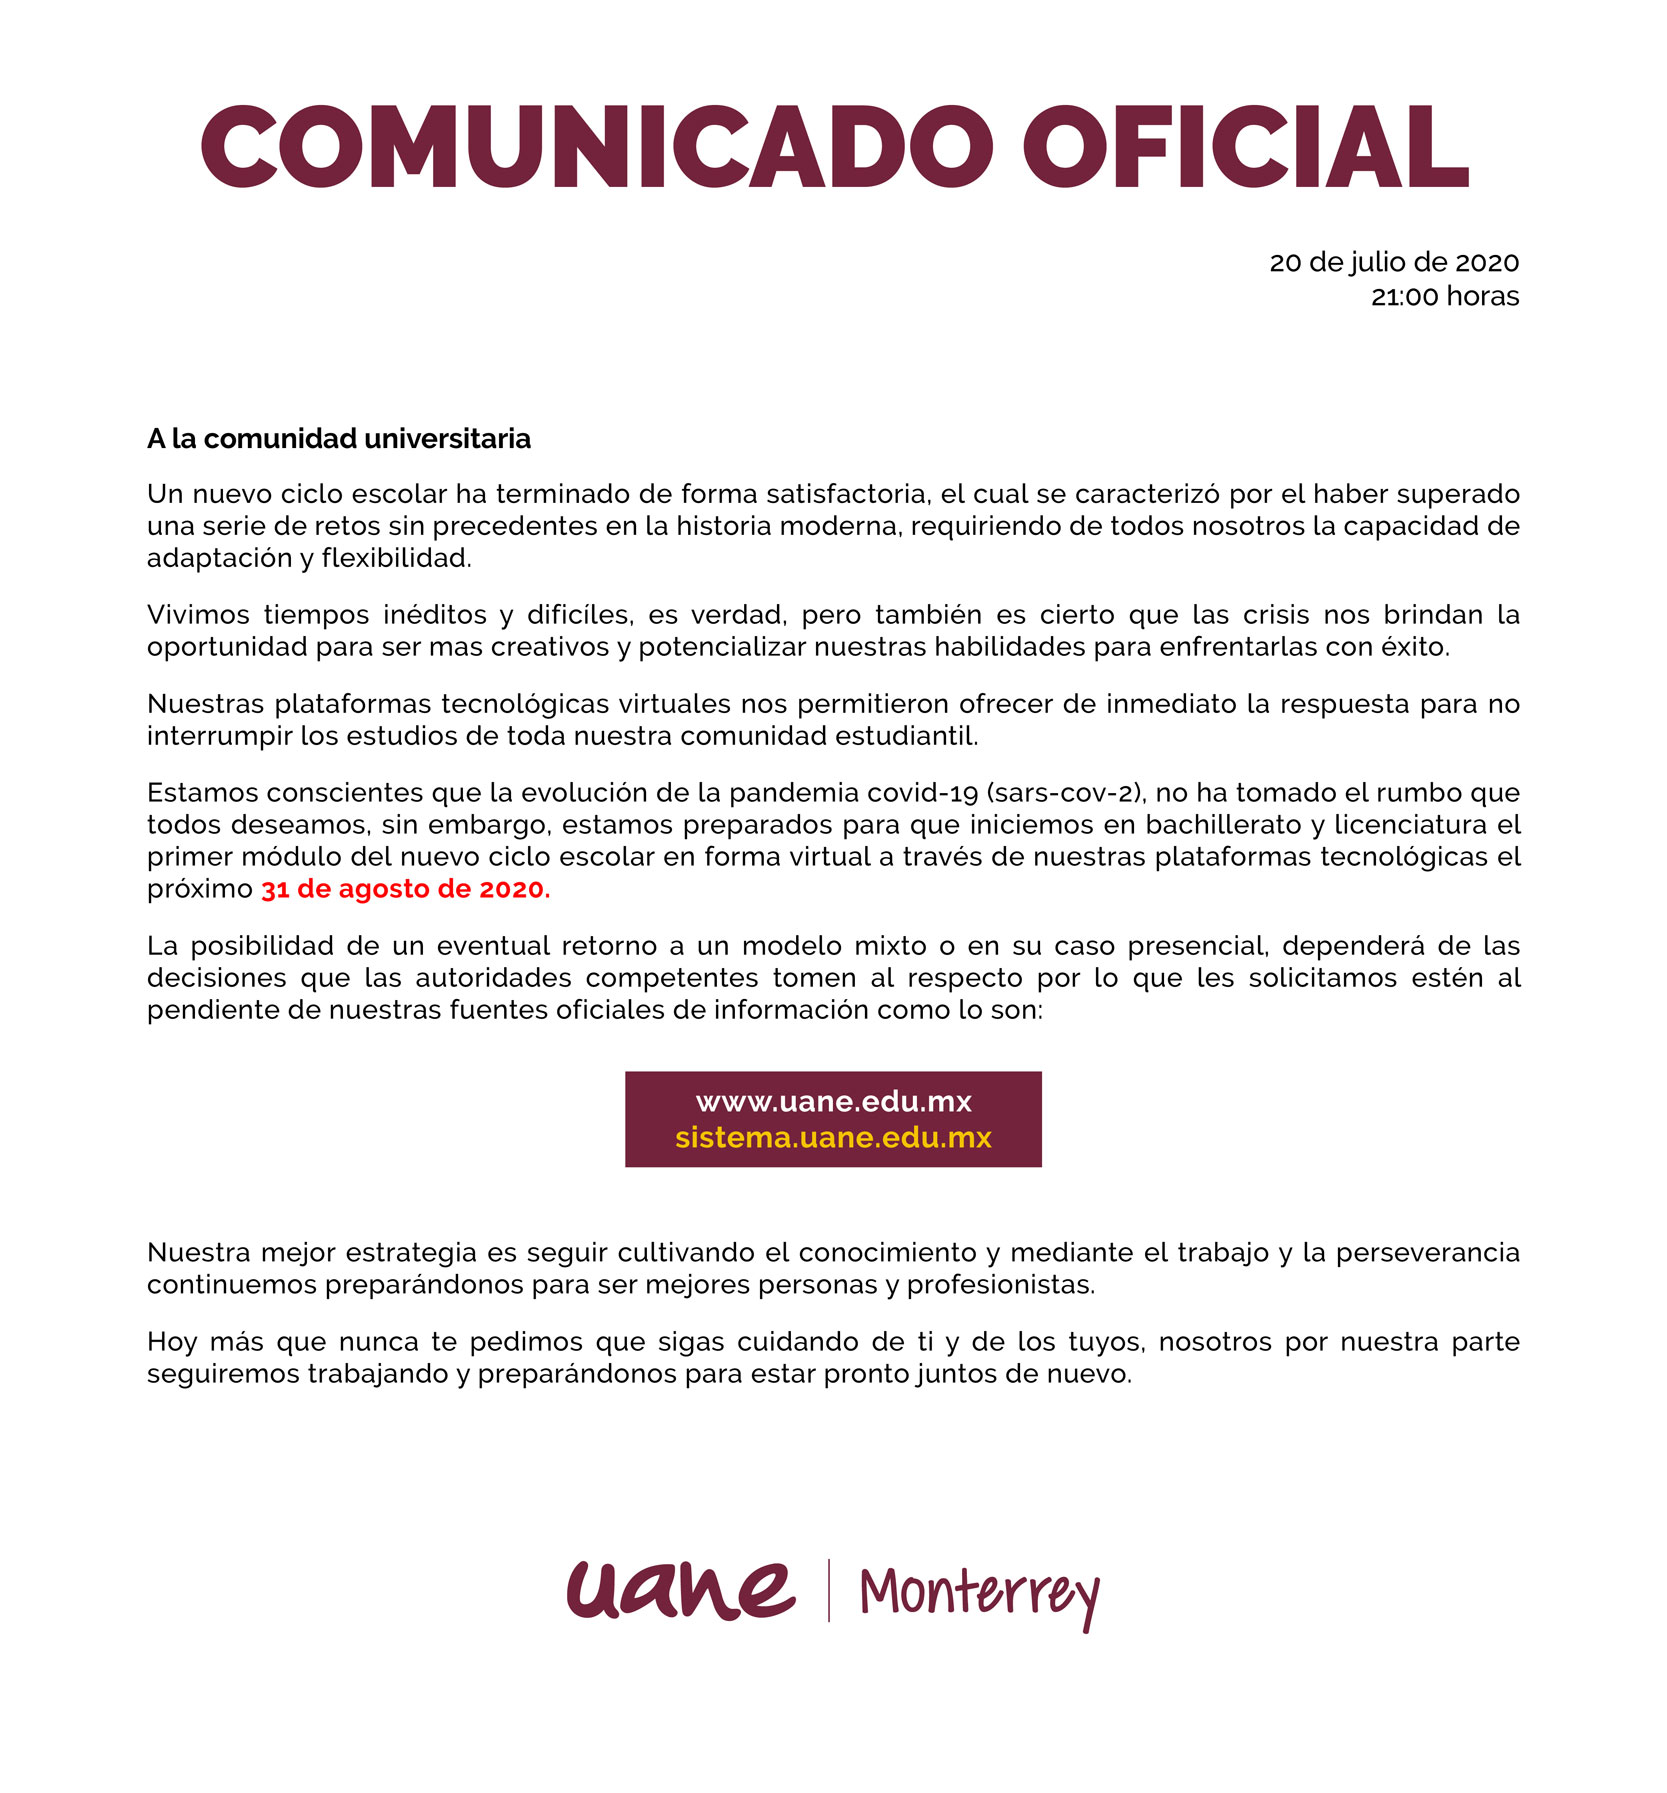 COMUNICADO OFICIAL
20 de julio de 2020
21:00 horas
A la comunidad universitaria
Un nuevo ciclo escolar ha terminado de forma satisfactoria, el cual se caracterizó por el haber superado
una serie de retos sin precedentes en la historia moderna, requiriendo de todos nosotros la capacidad de
adaptación y flexibilidad.
Vivimos tiempos inéditos y dificíles, es verdad, pero también es cierto que las crisis nos brindan la
oportunidad para ser mas creativos y potencializar nuestras habilidades para enfrentarlas con éxito.
Nuestras plataformas tecnológicas virtuales nos permitieron ofrecer de inmediato la respuesta para no
interrumpir los estudios de toda nuestra comunidad estudiantil.
Estamos conscientes que la evolución de la pandemia covid-19 (sars-cov-2), no ha tomado el rumbo que
todos deseamos, sin embargo, estamos preparados para que iniciemos en bachillerato y licenciatura el
primer módulo del nuevo ciclo escolar en forma virtual a través de nuestras plataformas tecnológicas el
próximo 31 de agosto de 2020.
La posibilidad de un eventual retorno a un modelo mixto o en su caso presencial, dependerá de las
decisiones que las autoridades competentes tomen al respecto por lo que les solicitamos estén al
pendiente de nuestras fuentes oficiales de información como lo son:
www.uane.edu.mx
sistema.uane.edu.mx
Nuestra mejor estrategia es seguir cultivando el conocimiento y mediante el trabajo y la perseverancia
continuemos preparándonos para ser mejores personas y profesionistas.
Hoy más que nunca te pedimos que sigas cuidando de ti y de los tuyos, nosotros por nuestra parte
seguiremos trabajando y preparándonos para estar pronto juntos de nuevo.
uane | Monterrey